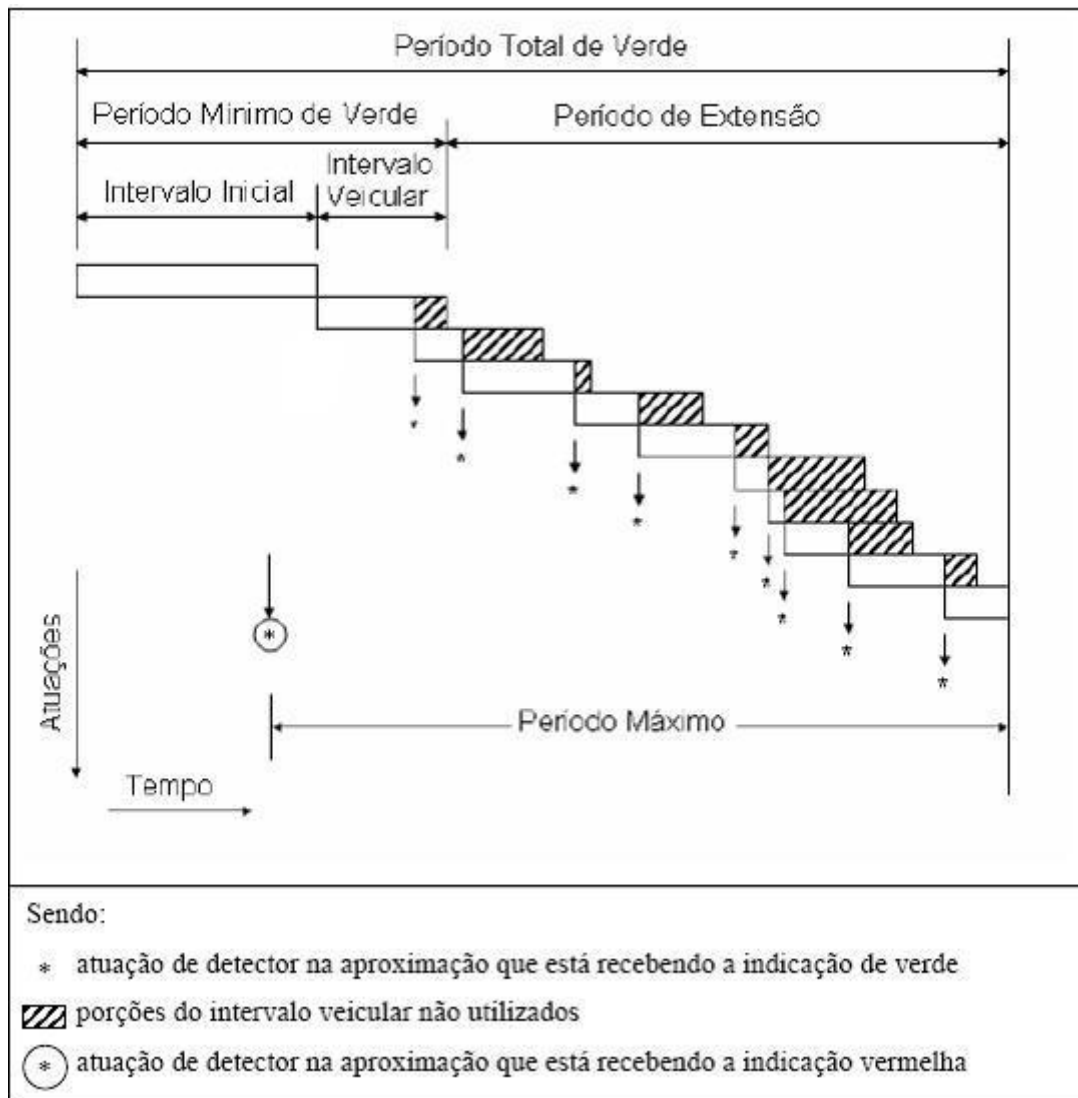 Período Total de Verde
Período Mínimo de Verde
Período de Extensão
Intervalo Inicial
Intervalo
Veicular
*
*
*
*
*
*
*
*
*
*
Atuações
Período Máximo
Tempo
Sendo:
* atuação de detector na aproximação que está recebendo a indicação de verde
porções do intervalo veicular não utilizados
* atuação de detector na aproximação que está recebendo a indicação vermelha